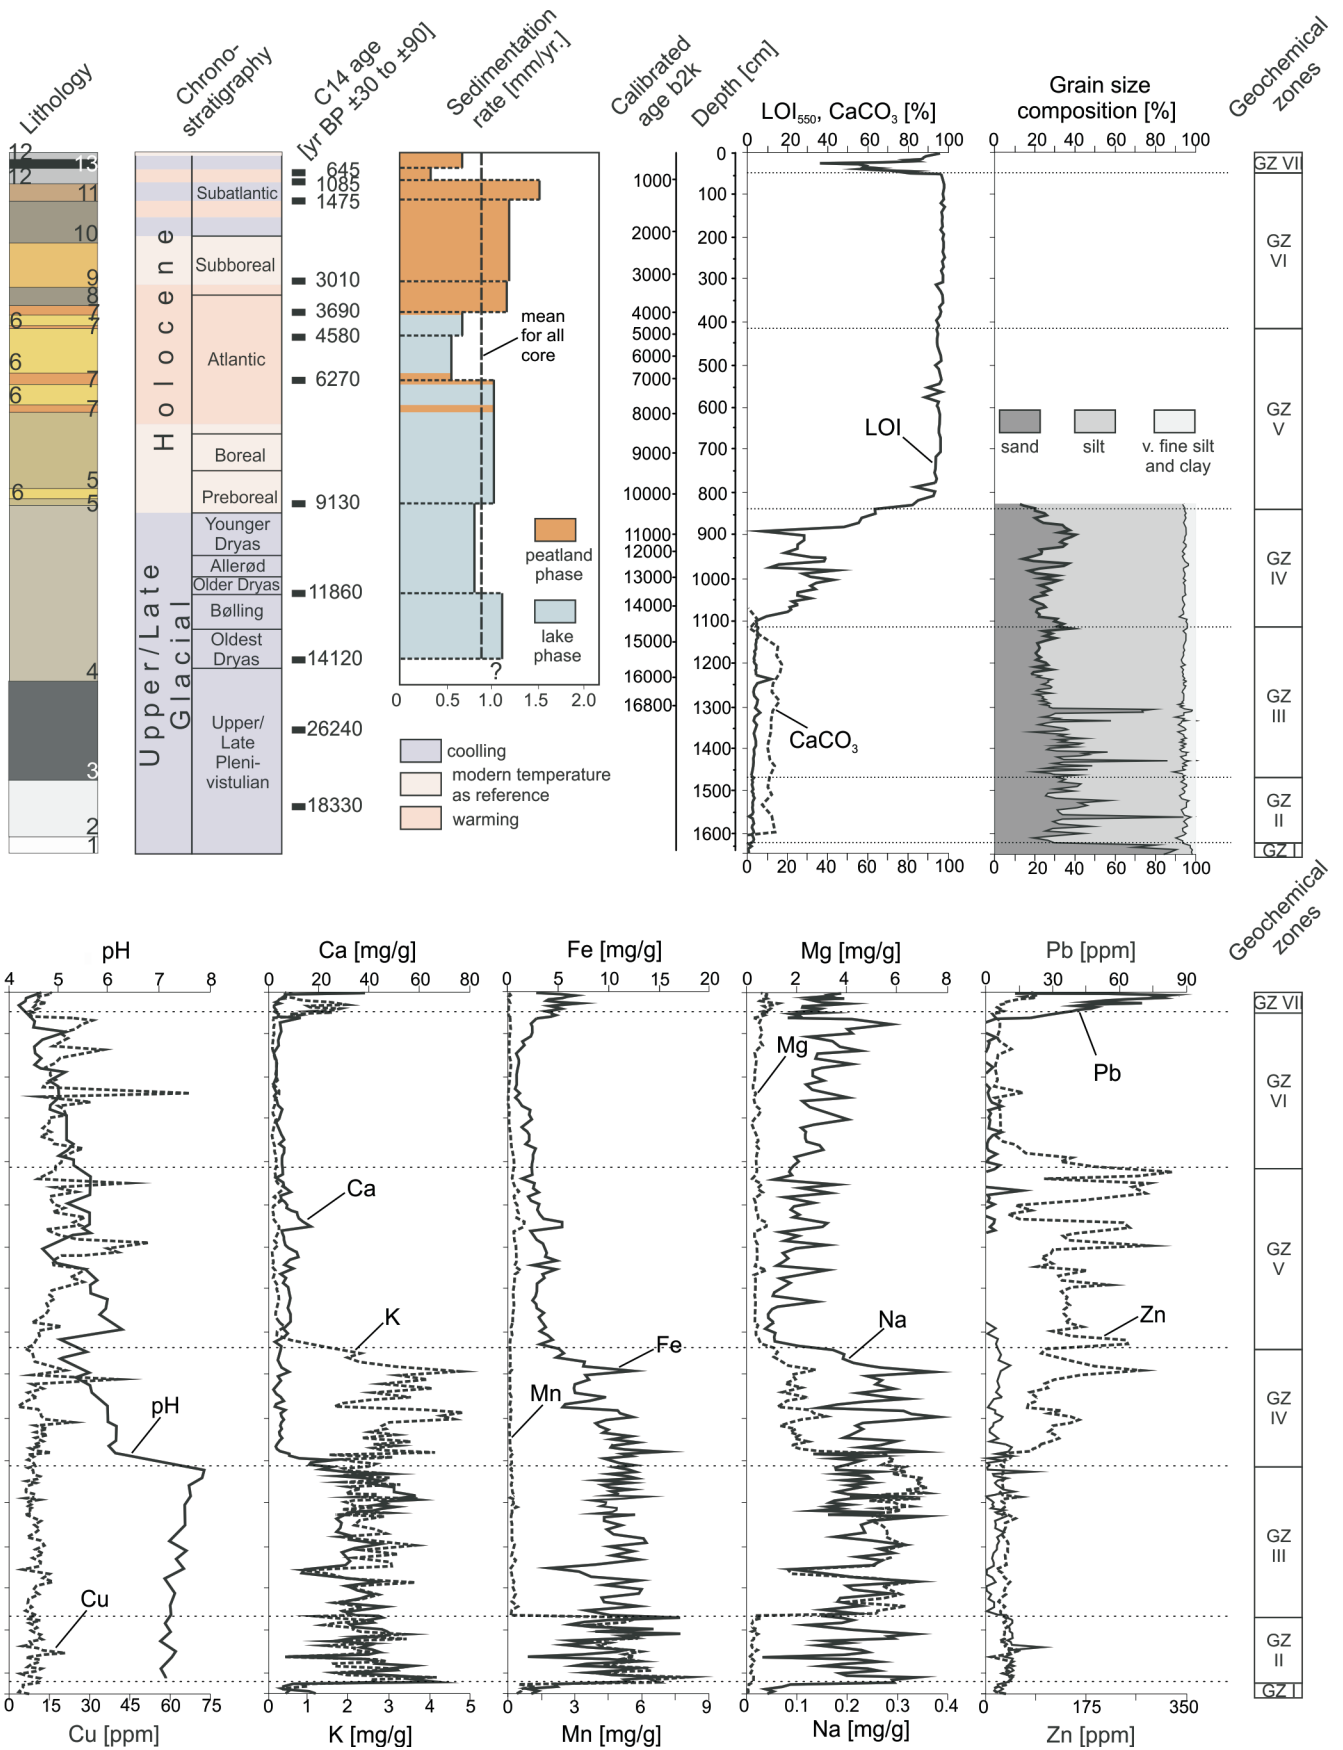 Lithology
Chrono-
stratigraphy
C14 age
[yr BP ±30 to ±90]
Sedimentation
rate [mm/yr.]
Calibrated
age b2k
Depth [cm]
LOI550, CaCO3 [%]
0 20 40 60 80 100
Grain size
composition [%]
0 20 40 60 80 100
Geochemical
zones
12
13
12
11
10
9
8
7
6
7
6
7
6
7
5
6
5
4
3
2
1
Holocene
Upper/Late
Glacial
Subatlantic
Subboreal
Atlantic
Boreal
Preboreal
Younger
Dryas
Allerød
Older Dryas
Bølling
Oldest
Dryas
Upper/
Late
Pleni-
vistulian
645
1085
1475
3010
3690
4580
6270
9130
11860
14120
26240
18330
mean
for all
core
peatland
phase
lake
phase
?
0 0.5 1.0 1.5 2.0
coolling
modern temperature
as reference
warming
1000
2000
3000
4000
5000
6000
7000
8000
9000
10000
11000
12000
13000
14000
15000
16000
16800
0
100
200
300
400
500
600
700
800
900
1000
1100
1200
1300
1400
1500
1600
LOI
CaCO3
0 20 40 60 80 100
sand
silt
v. fine silt
and clay
0 20 40 60 80 100
GZ VII
GZ
VI
GZ
V
GZ
IV
GZ
III
GZ
II
GZ I
Geochemical
zones
pH
4 5 6 7 8
Ca [mg/g]
0 20 40 60 80
Fe [mg/g]
0 5 10 15 20
Mg [mg/g]
0 2 4 6 8
Pb [ppm]
0 30 60 90
Ca
K
pH
Cu
Fe
Mn
Mg
Na
Pb
Zn
GZ VII
GZ
VI
GZ
V
GZ
IV
GZ
III
GZ
II
GZ I
0 15 30 45 60 75
Cu [ppm]
0 1 2 3 4 5
K [mg/g]
0 3 6 9
Mn [mg/g]
0 0.1 0.2 0.3 0.4
Na [mg/g]
0 175 350
Zn [ppm]